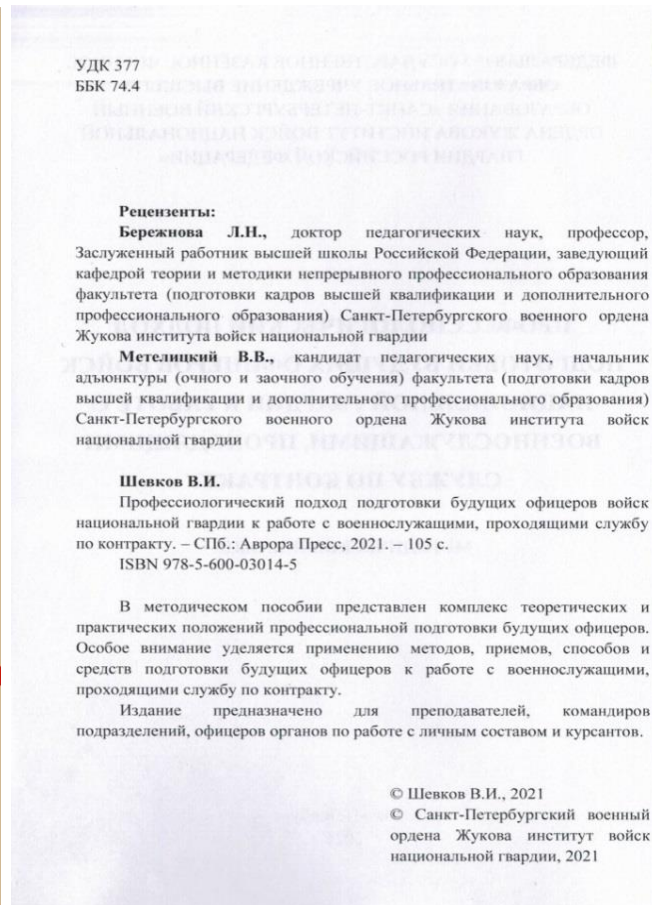 УДК 377
ББК 74.4
Рецензенты:
Бережнова Л.Н., доктор педагогических наук, профессор,
Заслуженный работник высшей школы Российской Федерации, заведующий
кафедрой теории и методики непрерывного профессионального образования
факультета (подготовки кадров высшей квалификации и дополнительного
профессионального образования) Санкт-Петербургского военного ордена
Жукова института войск национальной гвардии
Метелицкий В.В., кандидат педагогических наук, начальник
адъюнктуры (очного и заочного обучения) факультета (подготовки кадров
высшей квалификации и дополнительного профессионального образования)
Санкт-Петербургского военного ордена Жукова института войск
национальной гвардии
Шевков В.И.
Профессиологический подход подготовки будущих офицеров войск
национальной гвардии к работе с военнослужащими, проходящими службу
по контракту. – СПб.: Аврора Пресс, 2021. – 105 с.
ISBN 978-5-600-03014-5
В методическом пособии представлен комплекс теоретических и
практических положений профессиональной подготовки будущих офицеров.
Особое внимание уделяется применению методов, приемов, способов и
средств подготовки будущих офицеров к работе с военнослужащими,
проходящими службу по контракту.
Издание предназначено для преподавателей, командиров
подразделений, офицеров органов по работе с личным составом и курсантов.
© Шевков В.И., 2021
© Санкт-Петербургский военный
ордена Жукова институт войск
национальной гвардии, 2021